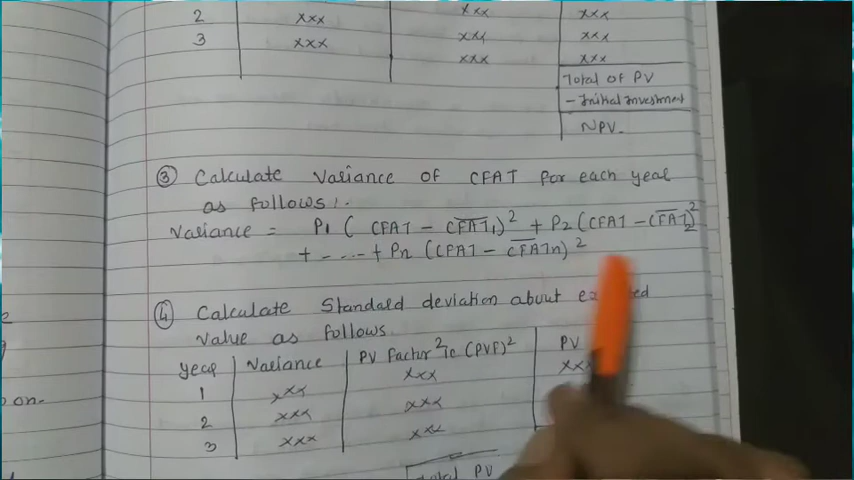 2 xxx xxx xxx
3 xxx xxx xxx
xxx xxx
Total of PV
- Initial Investment
NPV.
③ Calculate Variance OF CFAT For each year
as follows:-
Variance = P1 ( CFAT - CFAT1)2 + P2 (CFAT - CFAT2)2
+ ----- + Pn (CFAT - CFATn) 2
④ Calculate Standard deviation about
Value as follows.
year Variance PV Factor2 ie (PVF)2 PV
1 xxx xxx xxx
2 xxx xxx
3 xxx xxx
Total PV
on-